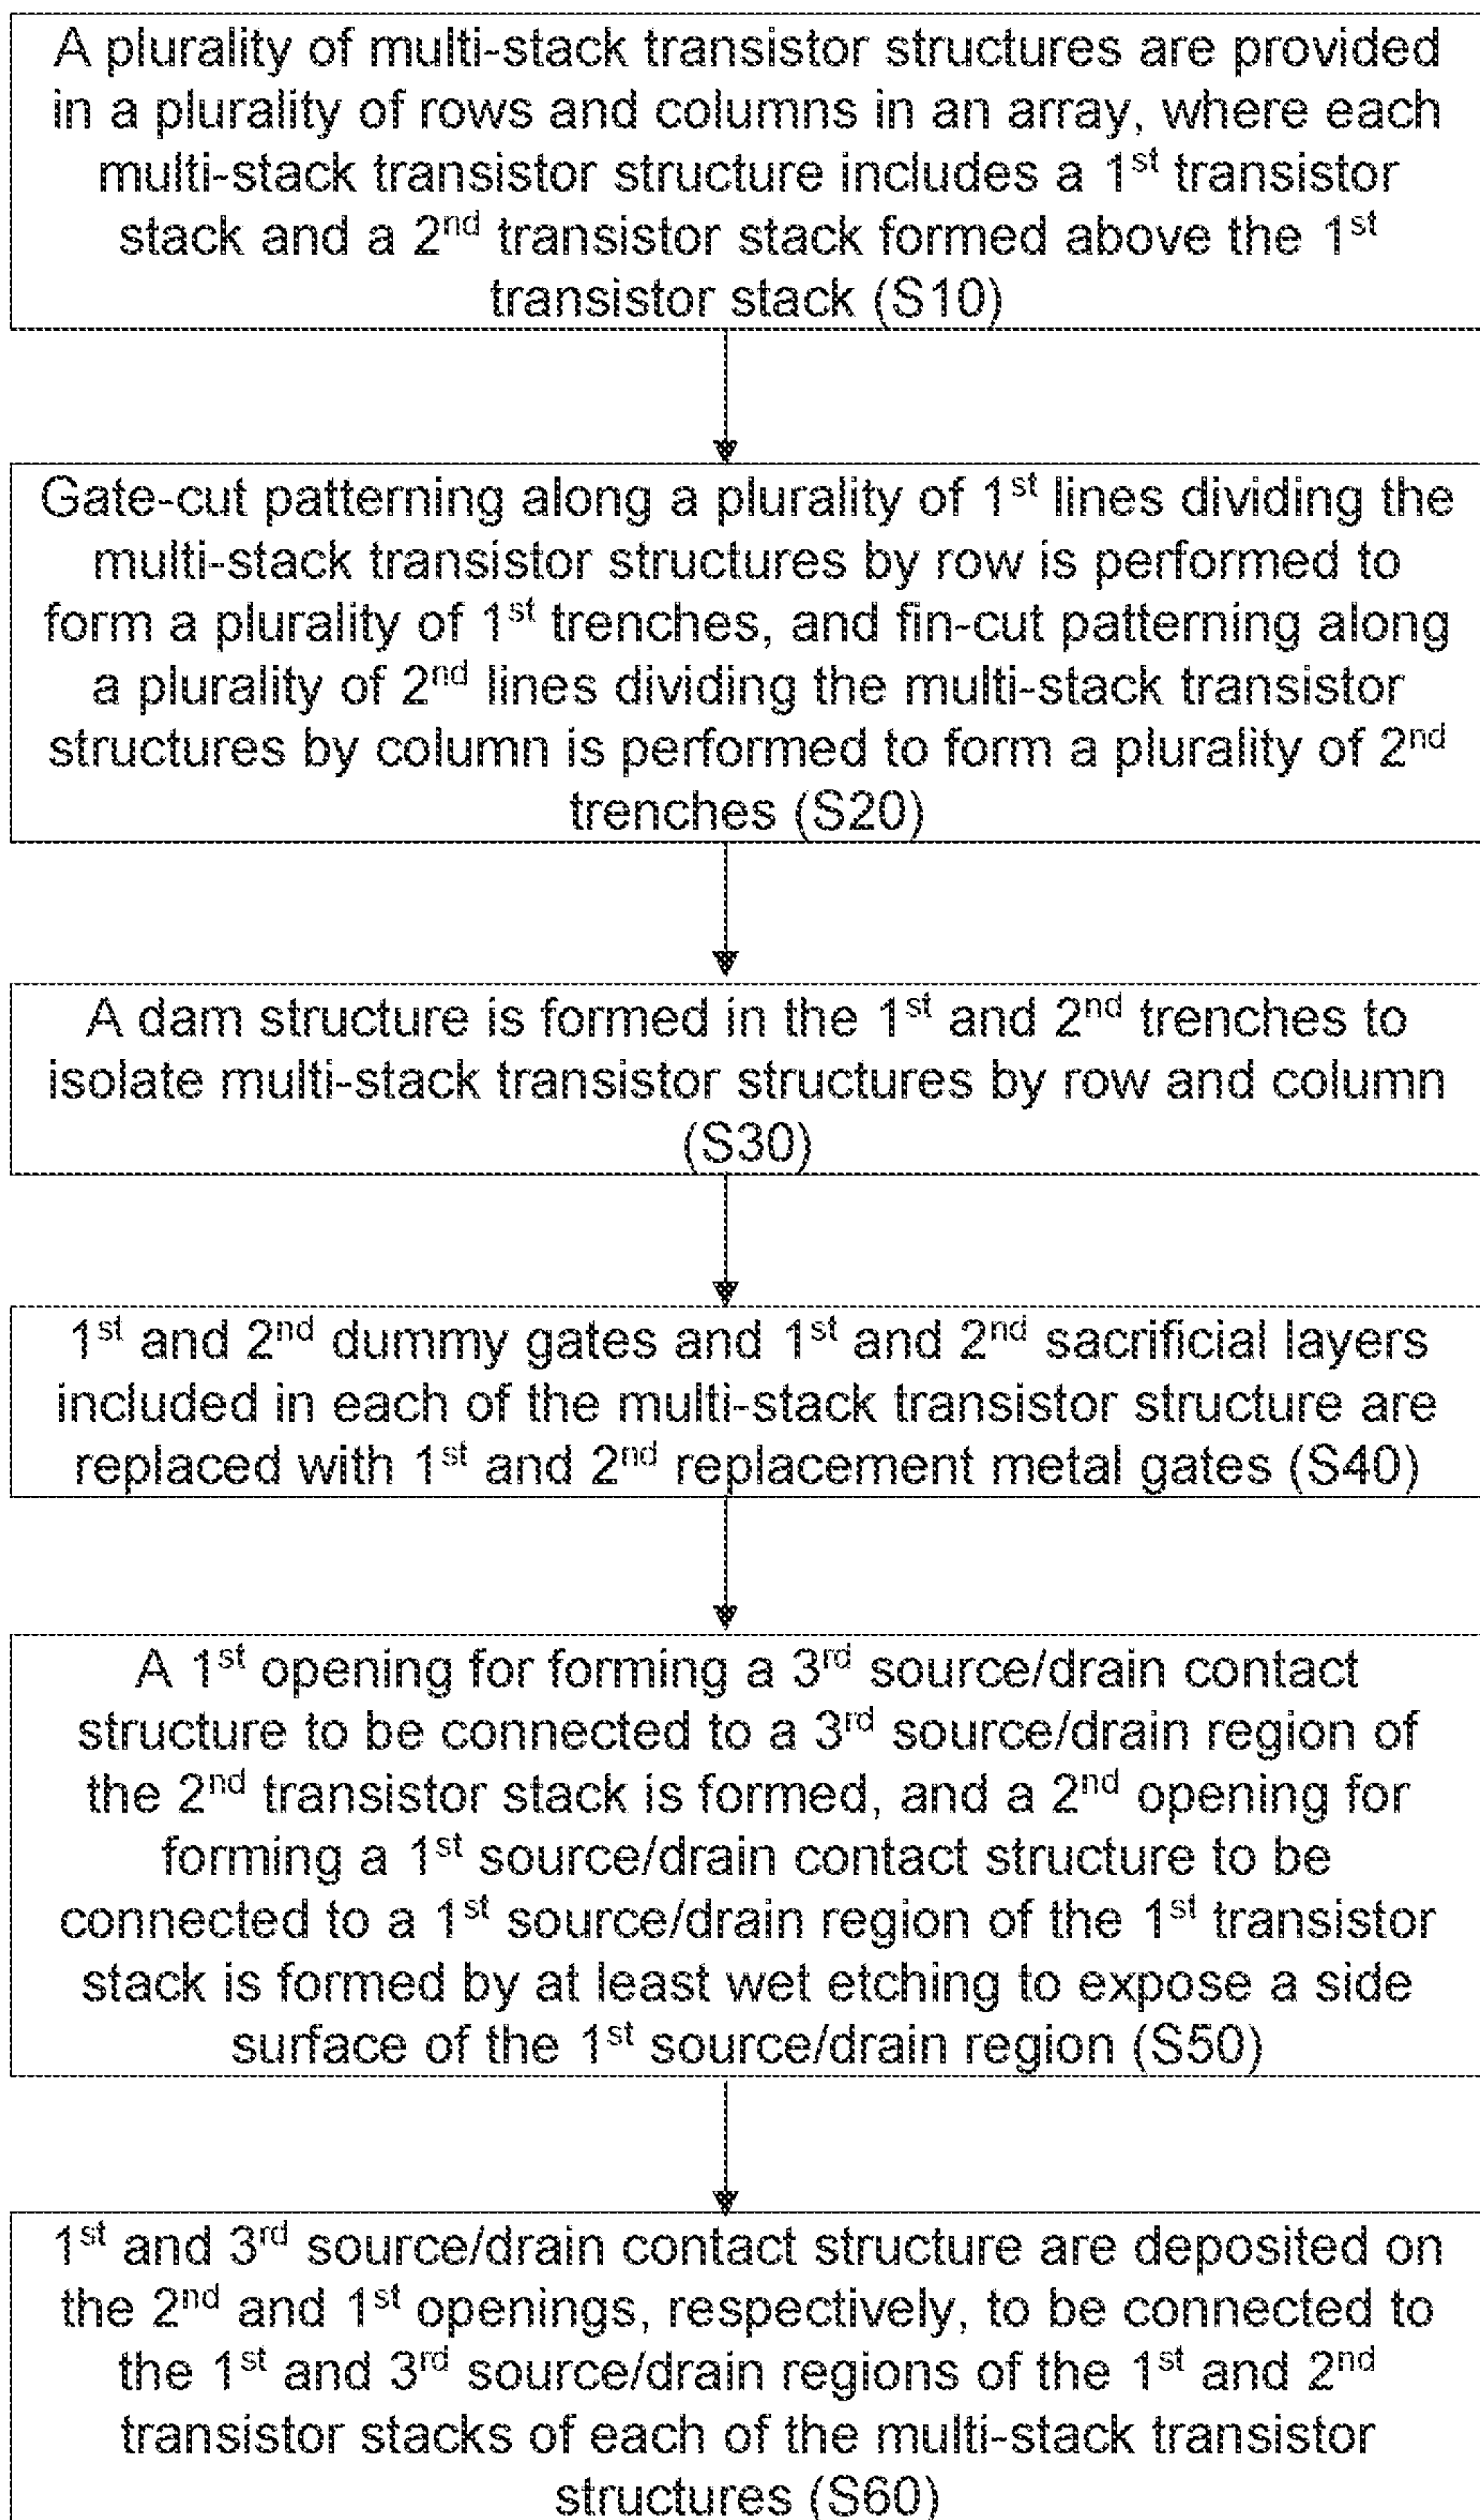 A plurality of multi-stack transistor structures are provided
in a plurality of rows and columns in an array, where each
multi-stack transistor structure includes a 1st transistor
stack and a 2nd transistor stack formed above the 1st
transistor stack (S10)
Gate-cut patterning along a plurality of 1st lines dividing the
multi-stack transistor structures by row is performed to
form a plurality of 1st trenches, and fin-cut patterning along
a plurality of 2nd lines dividing the multi-stack transistor
structures by column is performed to form a plurality of 2nd
trenches (S20)
A dam structure is formed in the 1st and 2nd trenches to
isolate multi-stack transistor structures by row and column
(S30)
1st and 2nd dummy gates and 1st and 2nd sacrificial layers
included in each of the multi-stack transistor structure are
replaced with 1st and 2nd replacement metal gates (S40)
A 1st opening for forming a 3rd source/drain contact
structure to be connected to a 3rd source/drain region of
the 2nd transistor stack is formed, and a 2nd opening for
forming a 1st source/drain contact structure to be
connected to a 1st source/drain region of the 1st transistor
stack is formed by at least wet etching to expose a side
surface of the 1st source/drain region (S50)
1st and 3rd source/drain contact structure are deposited on
the 2nd and 1st openings, respectively, to be connected to
the 1st and 3rd source/drain regions of the 1st and 2nd
transistor stacks of each of the multi-stack transistor
structures (S60)